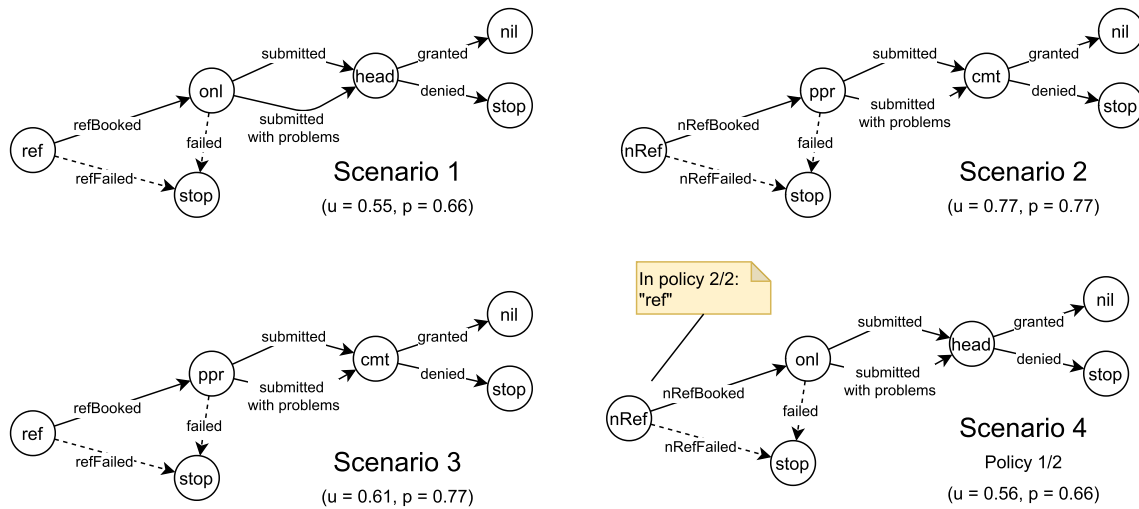 nil
submitted
granted
head
onl
denied
stop
refBooked
submitted
with problems
failed
ref
refFailed
stop
Scenario 1
(u = 0.55, p = 0.66)
nil
submitted
granted
cmt
ppr
denied
stop
nRefBooked
submitted
with problems
failed
nRef
nRefFailed
stop
Scenario 2
(u = 0.77, p = 0.77)
nil
submitted
granted
cmt
ppr
denied
stop
refBooked
submitted
with problems
failed
ref
refFailed
stop
Scenario 3
(u = 0.61, p = 0.77)
In policy 2/2:
"ref"
nil
submitted
granted
head
onl
denied
stop
nRefBooked
submitted
with problems
failed
nRef
nRefFailed
stop
Scenario 4
Policy 1/2
(u = 0.56, p = 0.66)